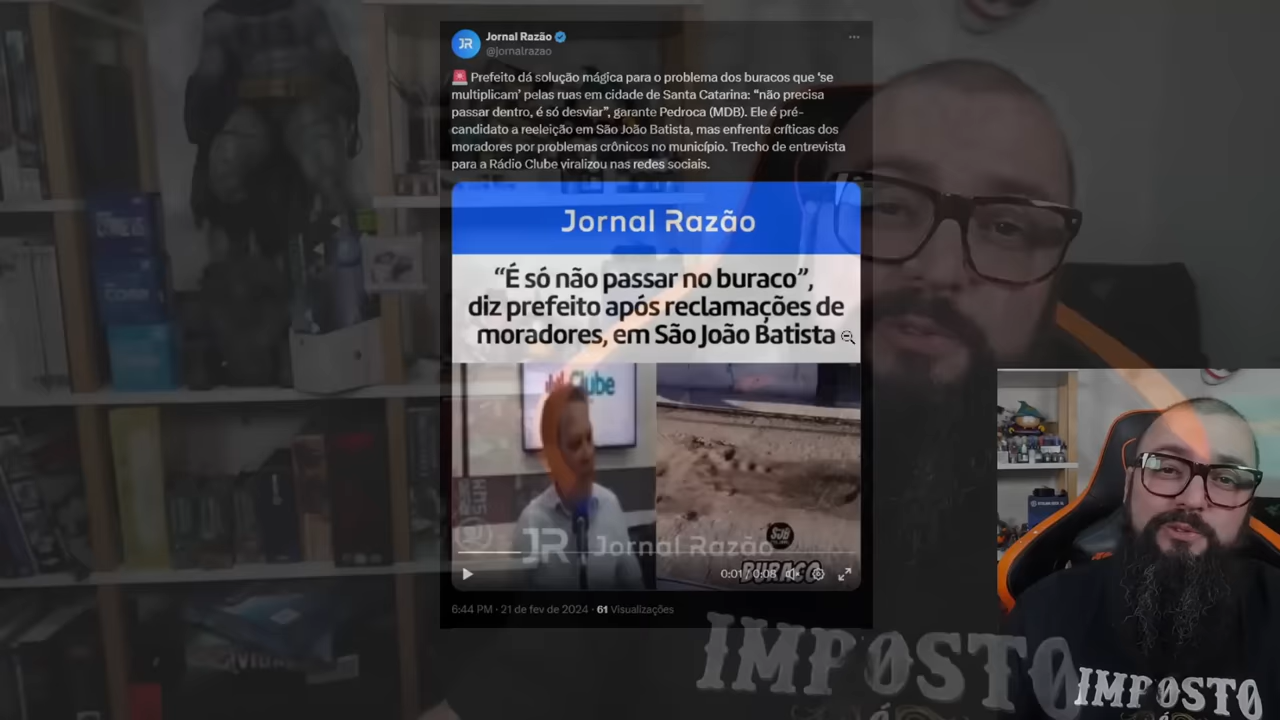 JR Jornal Razão
@jornalrazao
🚨 Prefeito dá solução mágica para o problema dos buracos que ‘se
multiplicam’ pelas ruas em cidade de Santa Catarina: “não precisa
passar dentro, é só desviar”, garante Pedroca (MDB). Ele é pré-
candidato a reeleição em São João Batista, mas enfrenta críticas dos
moradores por problemas crônicos no município. Trecho de entrevista
para a Rádio Clube viralizou nas redes sociais.
Jornal Razão
“É só não passar no buraco”,
diz prefeito após reclamações de
moradores, em São João Batista
Clube
SJB
JR Jornal Razão
0:01 / 0:08
BURACO
6:44 PM · 21 de fev de 2024 · 61 Visualizações
IMPOSTO
IMPOSTO
É